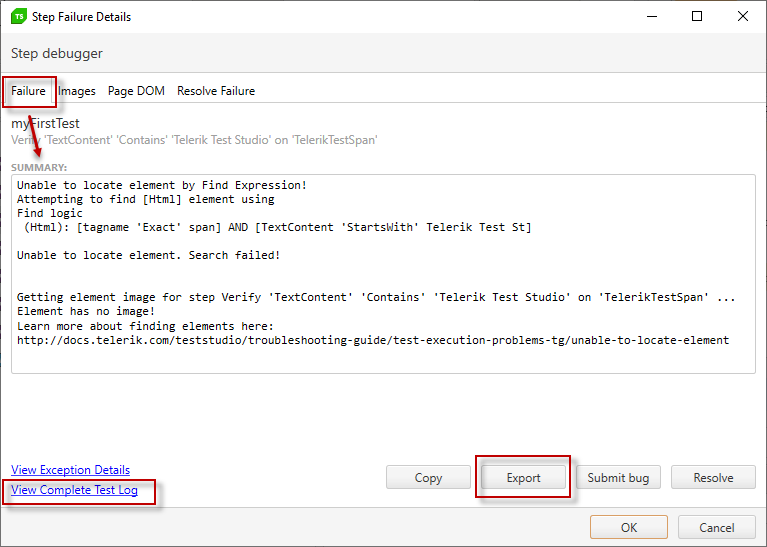 TS Step Failure Details
Step debugger
Failure Images Page DOM Resolve Failure
myFirstTest
Verify 'TextContent' 'Contains' 'Telerik Test Studio' on 'TelerikTestSpan'
SUMMARY:
Unable to locate element by Find Expression!
Attempting to find [Html] element using
Find logic
(Html): [tagname 'Exact' span] AND [TextContent 'StartsWith' Telerik Test St]
Unable to locate element. Search failed!
Getting element image for step Verify 'TextContent' 'Contains' 'Telerik Test Studio' on 'TelerikTestSpan' ...
Element has no image!
Learn more about finding elements here:
http://docs.telerik.com/teststudio/troubleshooting-guide/test-execution-problems-tg/unable-to-locate-element
View Exception Details
View Complete Test Log
Copy Export Submit bug Resolve
OK Cancel